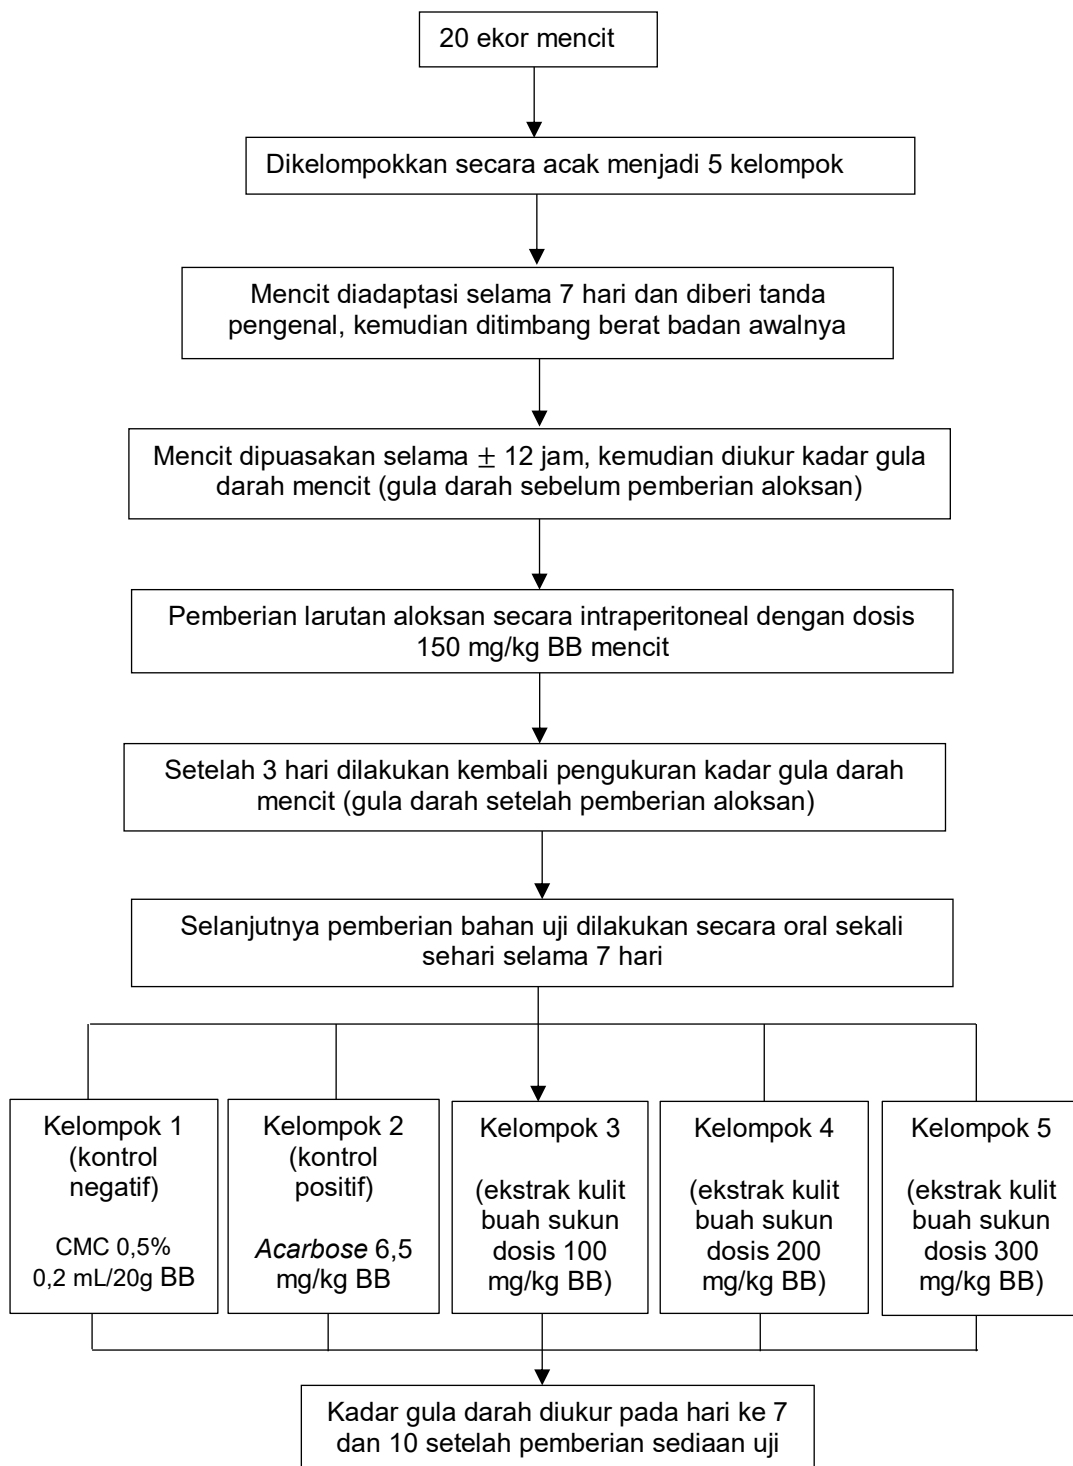 20 ekor mencit
Dikelompokkan secara acak menjadi 5 kelompok
Mencit diadaptasi selama 7 hari dan diberi tanda
pengenal, kemudian ditimbang berat badan awalnya
Mencit dipuasakan selama ± 12 jam, kemudian diukur kadar gula
darah mencit (gula darah sebelum pemberian aloksan)
Pemberian larutan aloksan secara intraperitoneal dengan dosis
150 mg/kg BB mencit
Setelah 3 hari dilakukan kembali pengukuran kadar gula darah
mencit (gula darah setelah pemberian aloksan)
Selanjutnya pemberian bahan uji dilakukan secara oral sekali
sehari selama 7 hari
Kelompok 1
(kontrol
negatif)
CMC 0,5%
0,2 mL/20g BB
Kelompok 2
(kontrol
positif)
Acarbose 6,5
mg/kg BB
Kelompok 3
(ekstrak kulit
buah sukun
dosis 100
mg/kg BB)
Kelompok 4
(ekstrak kulit
buah sukun
dosis 200
mg/kg BB)
Kelompok 5
(ekstrak kulit
buah sukun
dosis 300
mg/kg BB)
Kadar gula darah diukur pada hari ke 7
dan 10 setelah pemberian sediaan uji